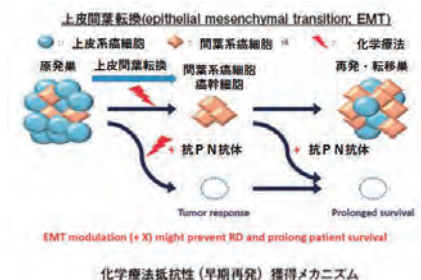 上皮間葉転換(epithelial mesenchymal transition; EMT)
: 上皮系癌細胞 : 間葉系癌細胞 : 化学療法
原発巣 上皮間葉転換 間葉系癌細胞 再発・転移巣
癌幹細胞
+ 抗PN抗体 + 抗PN抗体
Tumor response Prolonged survival
EMT modulation (+ X) might prevent RD and prolong patient survival
化学療法抵抗性(早期再発)獲得メカニズム